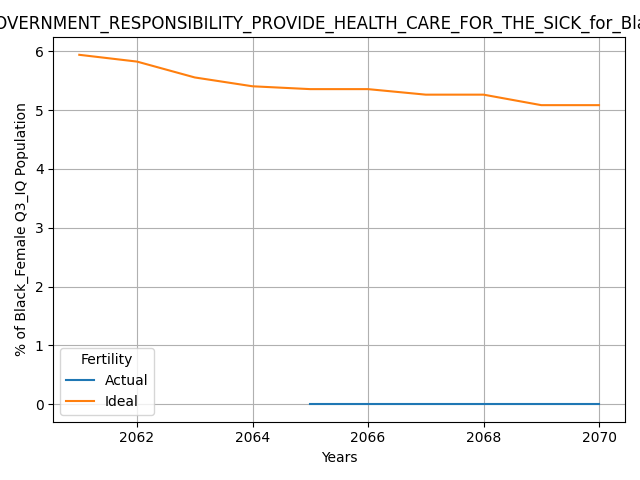 OVERNMENT_RESPONSIBILITY_PROVIDE_HEALTH_CARE_FOR_THE_SICK_for_Bla
6
5
4
3
2
1
0
% of Black_Female Q3_IQ Population
Fertility
Actual
Ideal
2062 2064 2066 2068 2070
Years